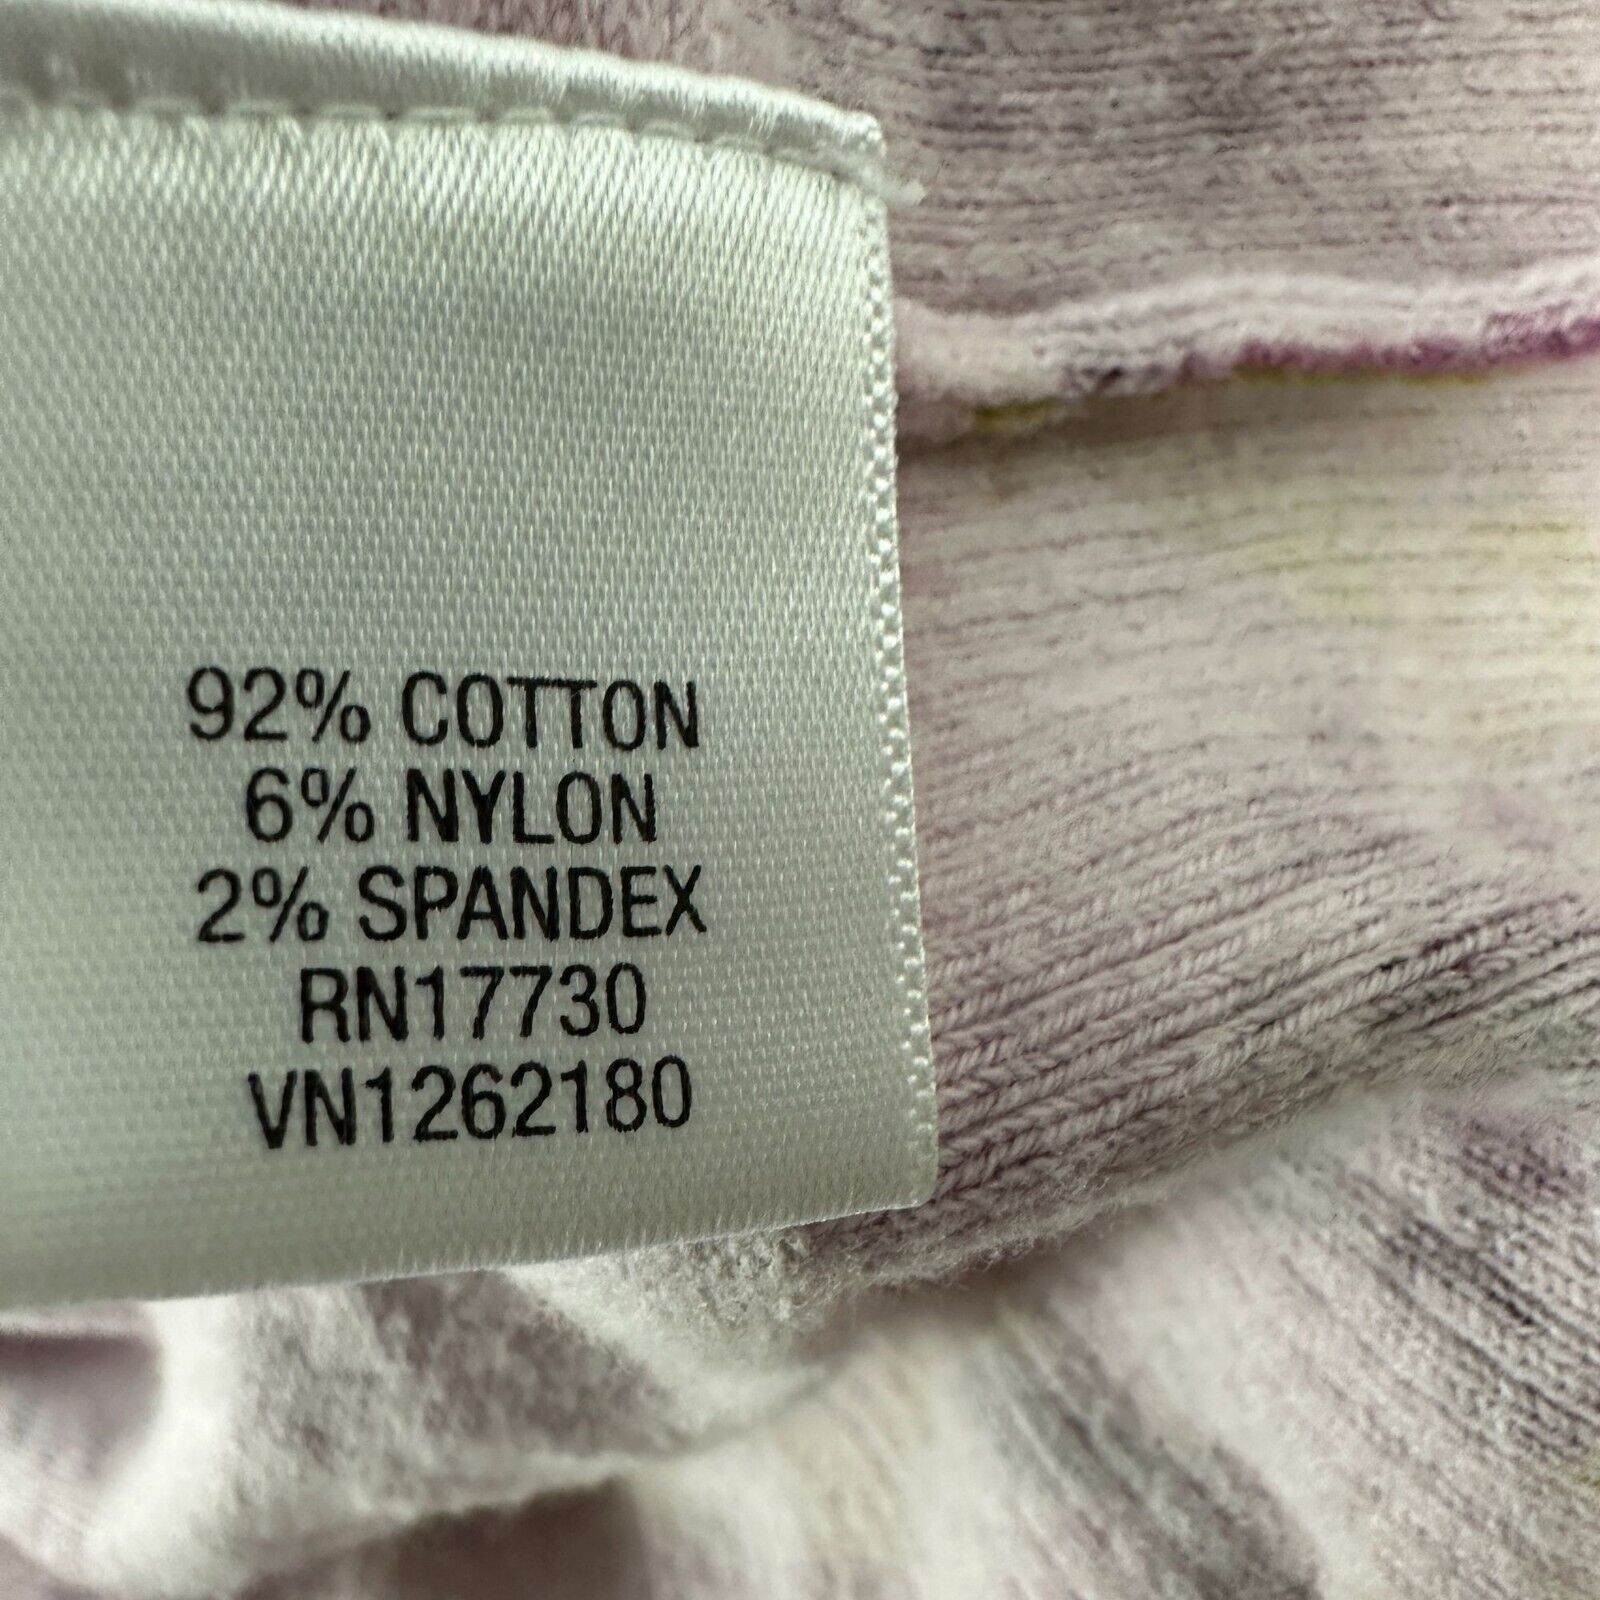 92% COTTON
6% NYLON
2% SPANDEX
RN17730
VN1262180